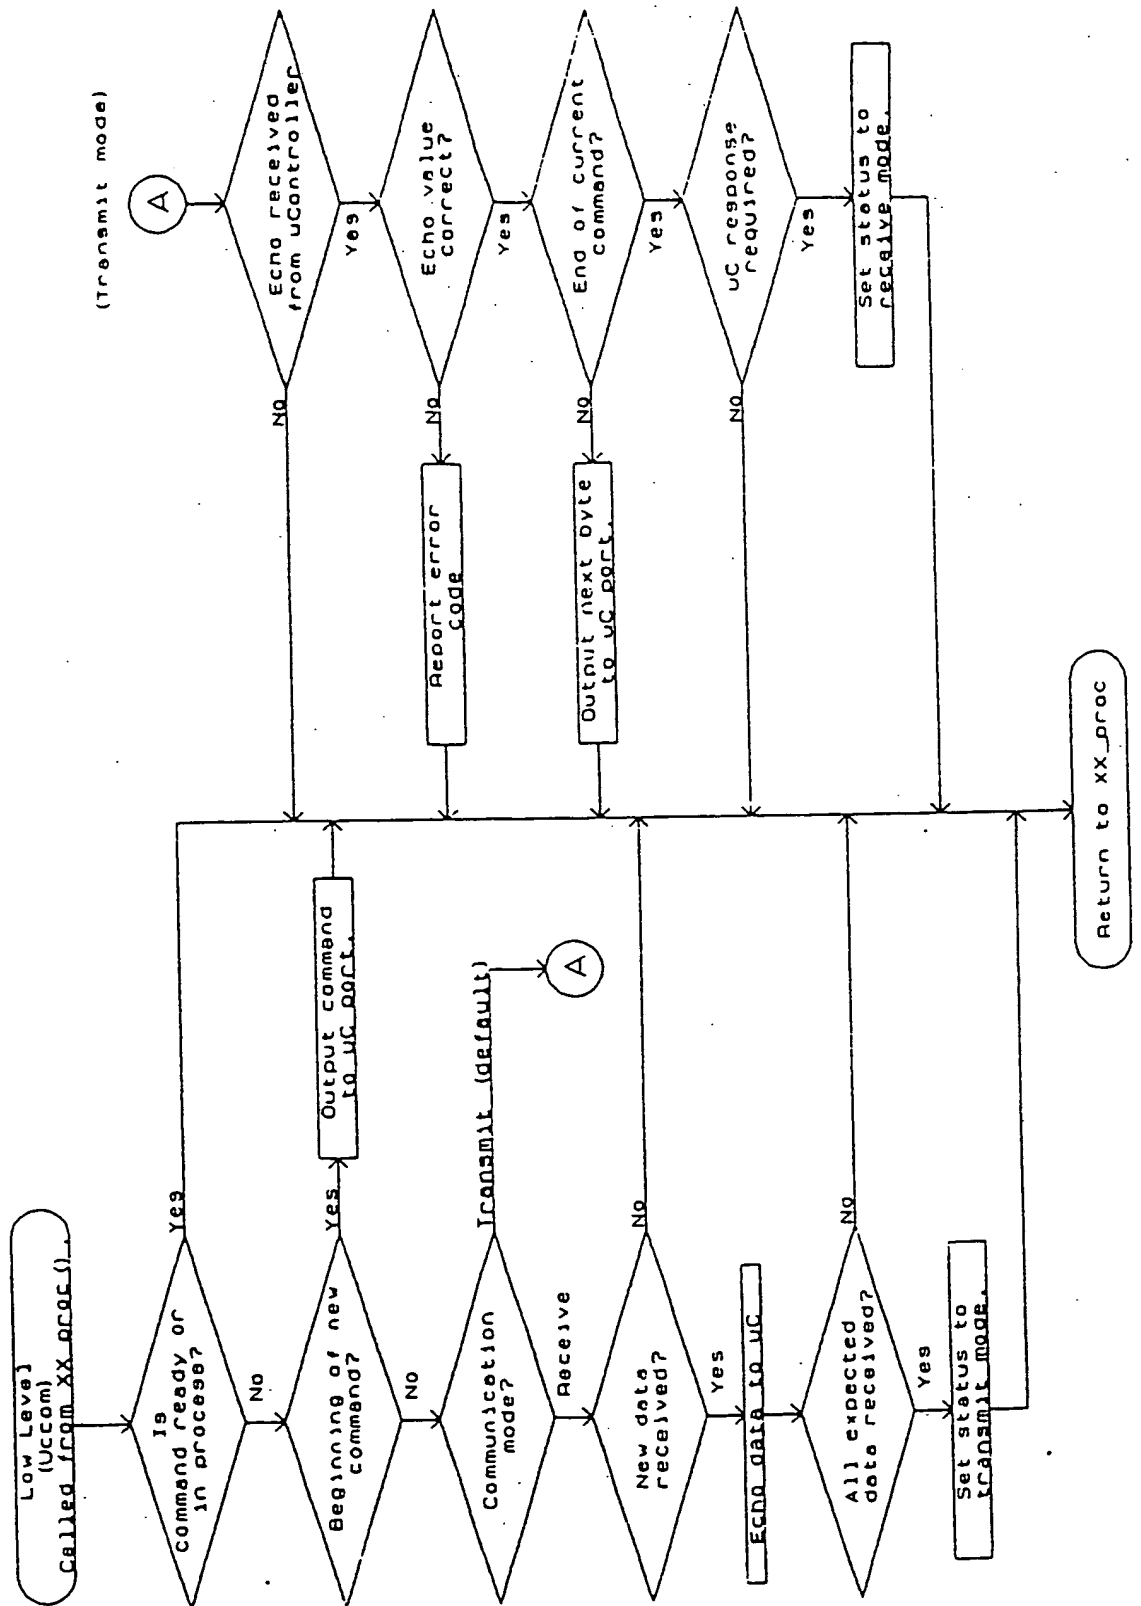 Low Level
(Uccom)
Called from XX_proc().
Is
Command ready or
in process?
Yes
No
Beginning of new
command?
Yes
Output command
to uC port.
No
Communication
mode?
Transmit (default)
A
Receive
New data
received?
No
Yes
Echo data to uC
All expected
data received?
No
Yes
Set status to
transmit mode.
(Transmit mode)
A
Echo received
from uController
No
Yes
Echo value
correct?
No
Report error
code
Yes
End of current
command?
No
Output next byte
to uC port.
Yes
uC response
required?
No
Yes
Set status to
receive mode.
Return to XX_proc